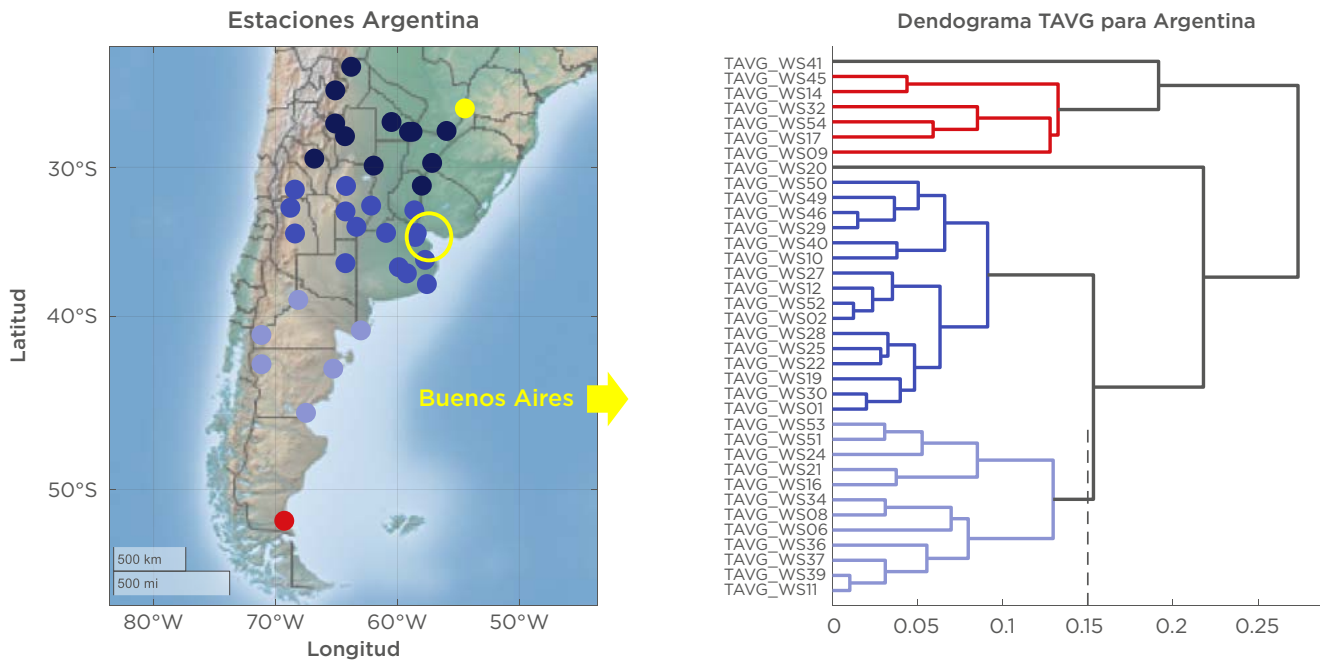 Estaciones Argentina
30°S
40°S
50°S
Latitud
Buenos Aires
500 km
500 mi
80°W
70°W
60°W
50°W
Longitud
Dendograma TAVG para Argentina
TAVG_WS41
TAVG_WS45
TAVG_WS14
TAVG_WS32
TAVG_WS54
TAVG_WS17
TAVG_WS09
TAVG_WS20
TAVG_WS50
TAVG_WS49
TAVG_WS46
TAVG_WS29
TAVG_WS40
TAVG_WS10
TAVG_WS27
TAVG_WS12
TAVG_WS52
TAVG_WS02
TAVG_WS28
TAVG_WS25
TAVG_WS22
TAVG_WS19
TAVG_WS30
TAVG_WS01
TAVG_WS53
TAVG_WS51
TAVG_WS24
TAVG_WS21
TAVG_WS16
TAVG_WS34
TAVG_WS08
TAVG_WS06
TAVG_WS36
TAVG_WS37
TAVG_WS39
TAVG_WS11
0
0.05
0.1
0.15
0.2
0.25